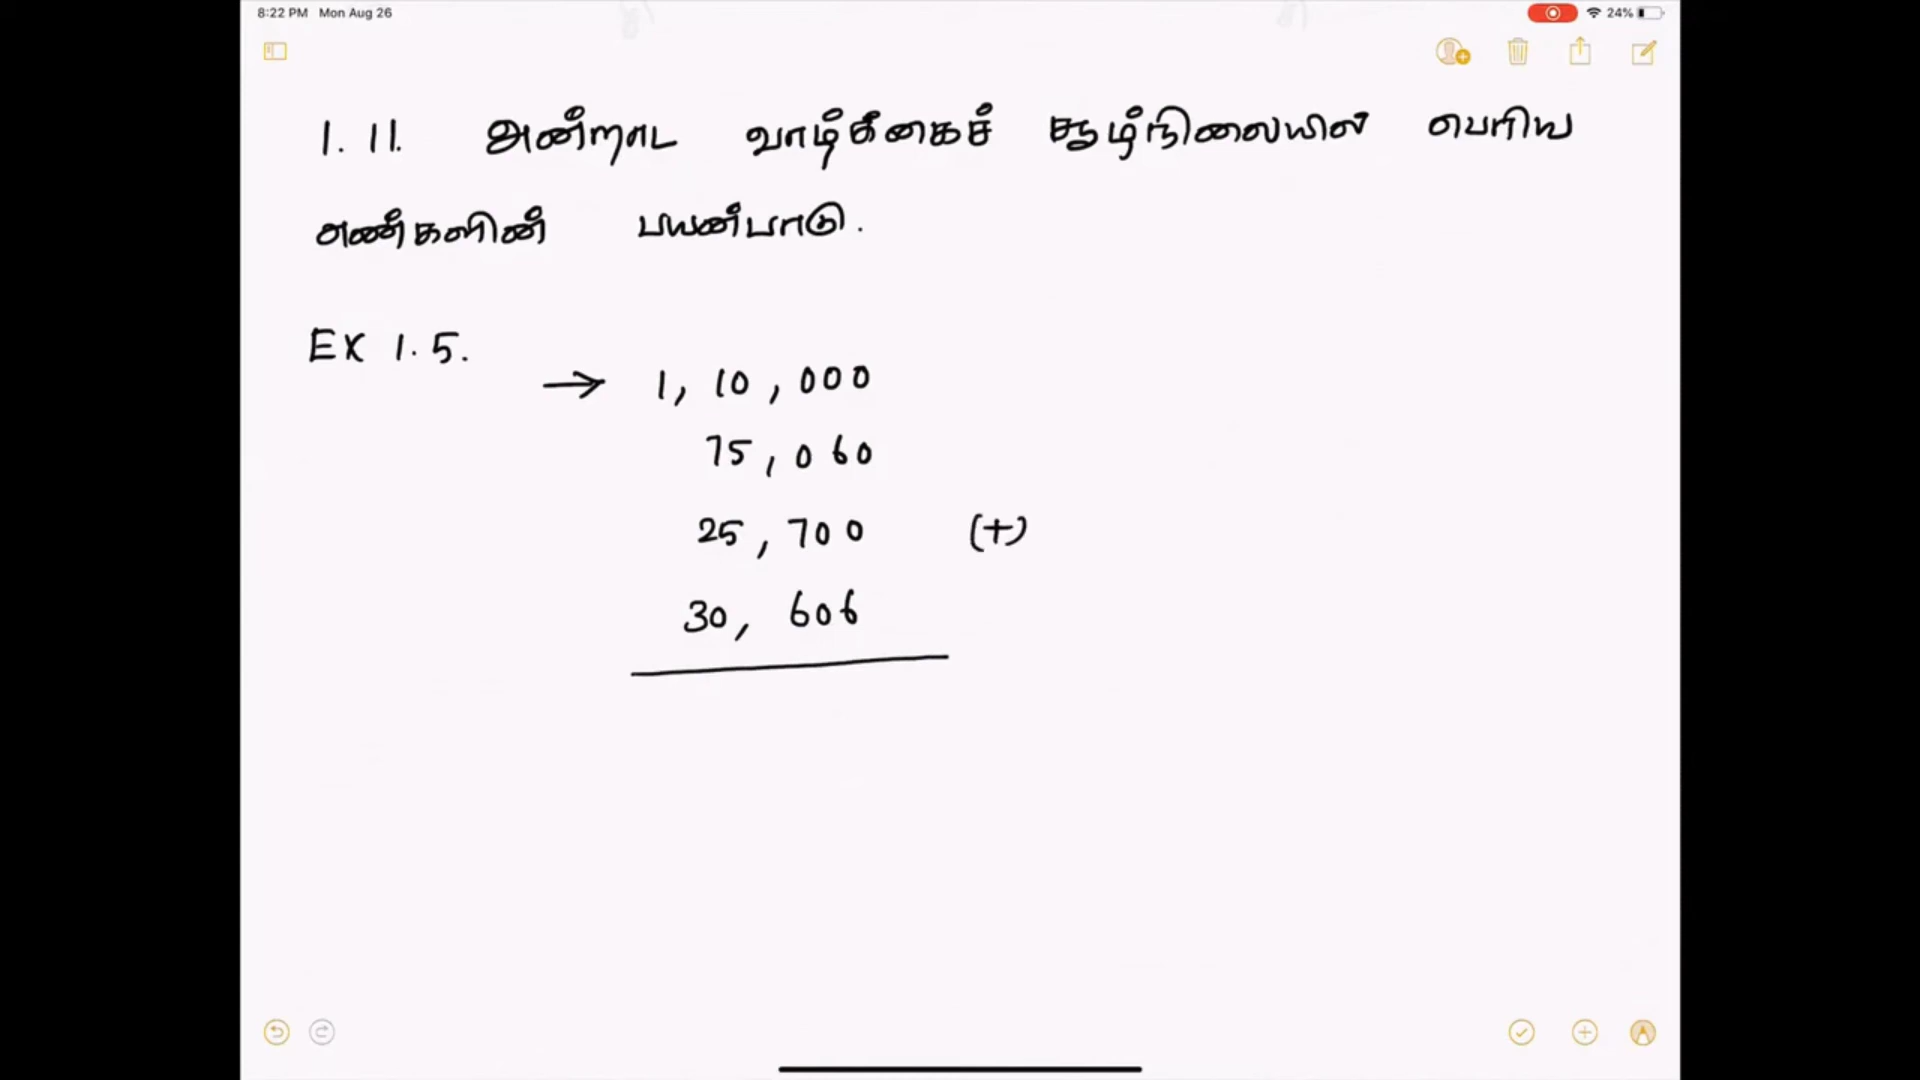 8:22 PM Mon Aug 26 24%
1.11. அன்றாட வாழ்க்கைச் சூழ்நிலையில் பெரிய
எண்களின் பயன்பாடு.
EX 1.5.
→ 1,10,000
75,060
25,700 (+)
30,606